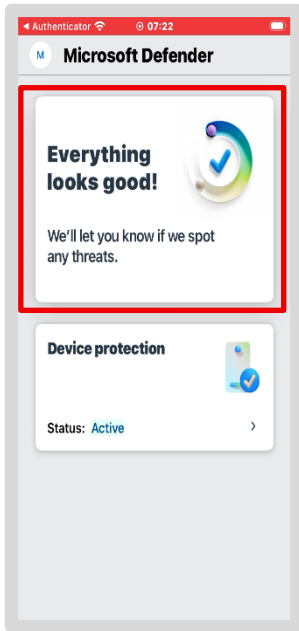 Authenticator 07:22
M Microsoft Defender
Everything
looks good!
We'll let you know if we spot
any threats.
Device protection
Status: Active